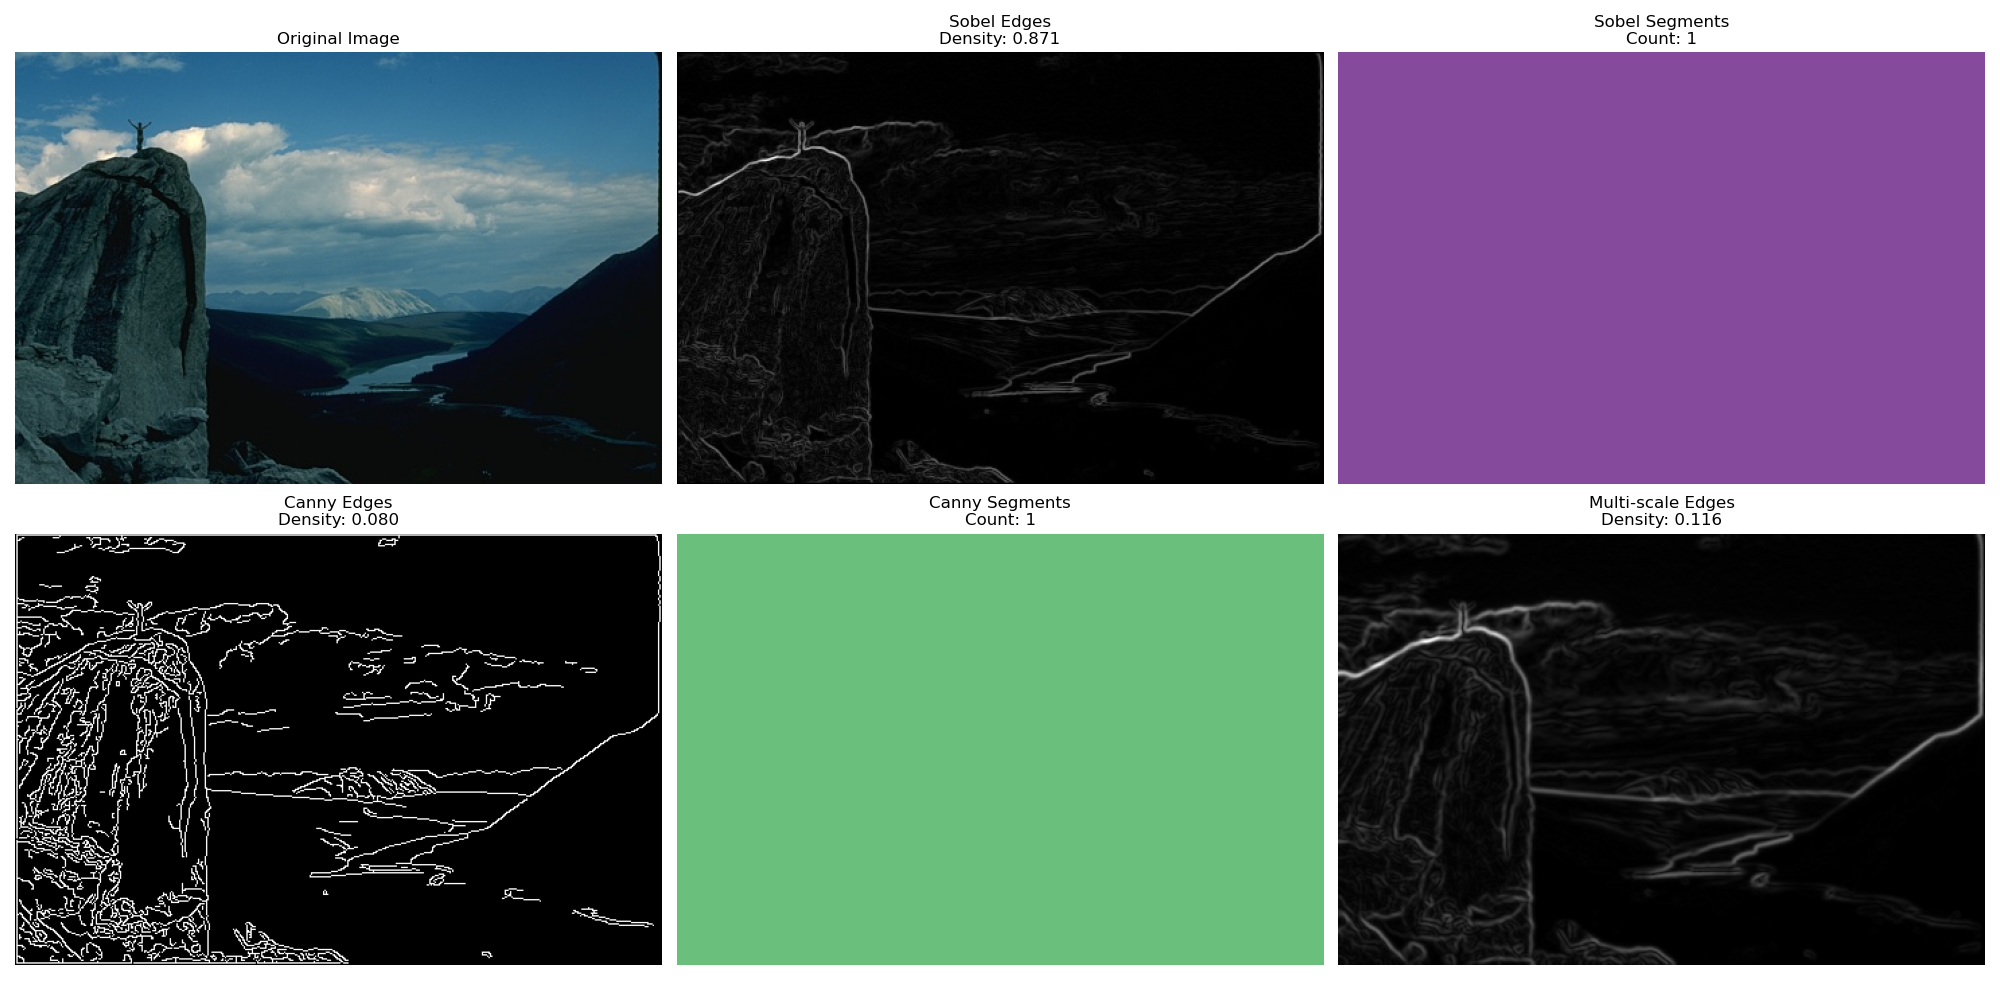 Original Image
Sobel Edges
Density: 0.871
Sobel Segments
Count: 1
Canny Edges
Density: 0.080
Canny Segments
Count: 1
Multi-scale Edges
Density: 0.116